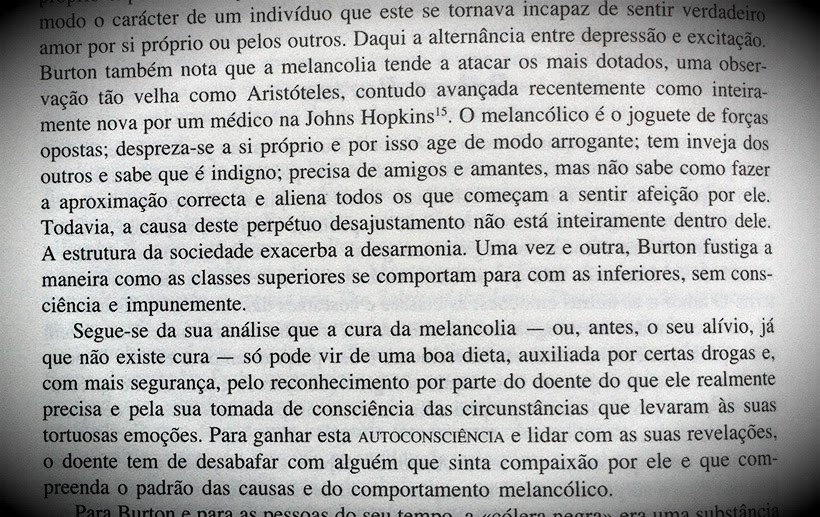 modo o carácter de um indivíduo que este se tornava incapaz de sentir verdadeiro
amor por si próprio ou pelos outros. Daqui a alternância entre depressão e excitação.
Burton também nota que a melancolia tende a atacar os mais dotados, uma obser-
vação tão velha como Aristóteles, contudo avançada recentemente como inteira-
mente nova por um médico na Johns Hopkins¹⁵. O melancólico é o joguete de forças
opostas; despreza-se a si próprio e por isso age de modo arrogante; tem inveja dos
outros e sabe que é indigno; precisa de amigos e amantes, mas não sabe como fazer
a aproximação correcta e aliena todos os que começam a sentir afeição por ele.
Todavia, a causa deste perpétuo desajustamento não está inteiramente dentro dele.
A estrutura da sociedade exacerba a desarmonia. Uma vez e outra, Burton fustiga a
maneira como as classes superiores se comportam para com as inferiores, sem cons-
ciência e impunemente.
Segue-se da sua análise que a cura da melancolia — ou, antes, o seu alívio, já
que não existe cura — só pode vir de uma boa dieta, auxiliada por certas drogas e,
com mais segurança, pelo reconhecimento por parte do doente do que ele realmente
precisa e pela sua tomada de consciência das circunstâncias que levaram às suas
tortuosas emoções. Para ganhar esta AUTOCONSCIÊNCIA e lidar com as suas revelações,
o doente tem de desabafar com alguém que sinta compaixão por ele e que com-
preenda o padrão das causas e do comportamento melancólico.
Para Burton e para as pessoas do seu tempo, a «cólera negra» era uma substância